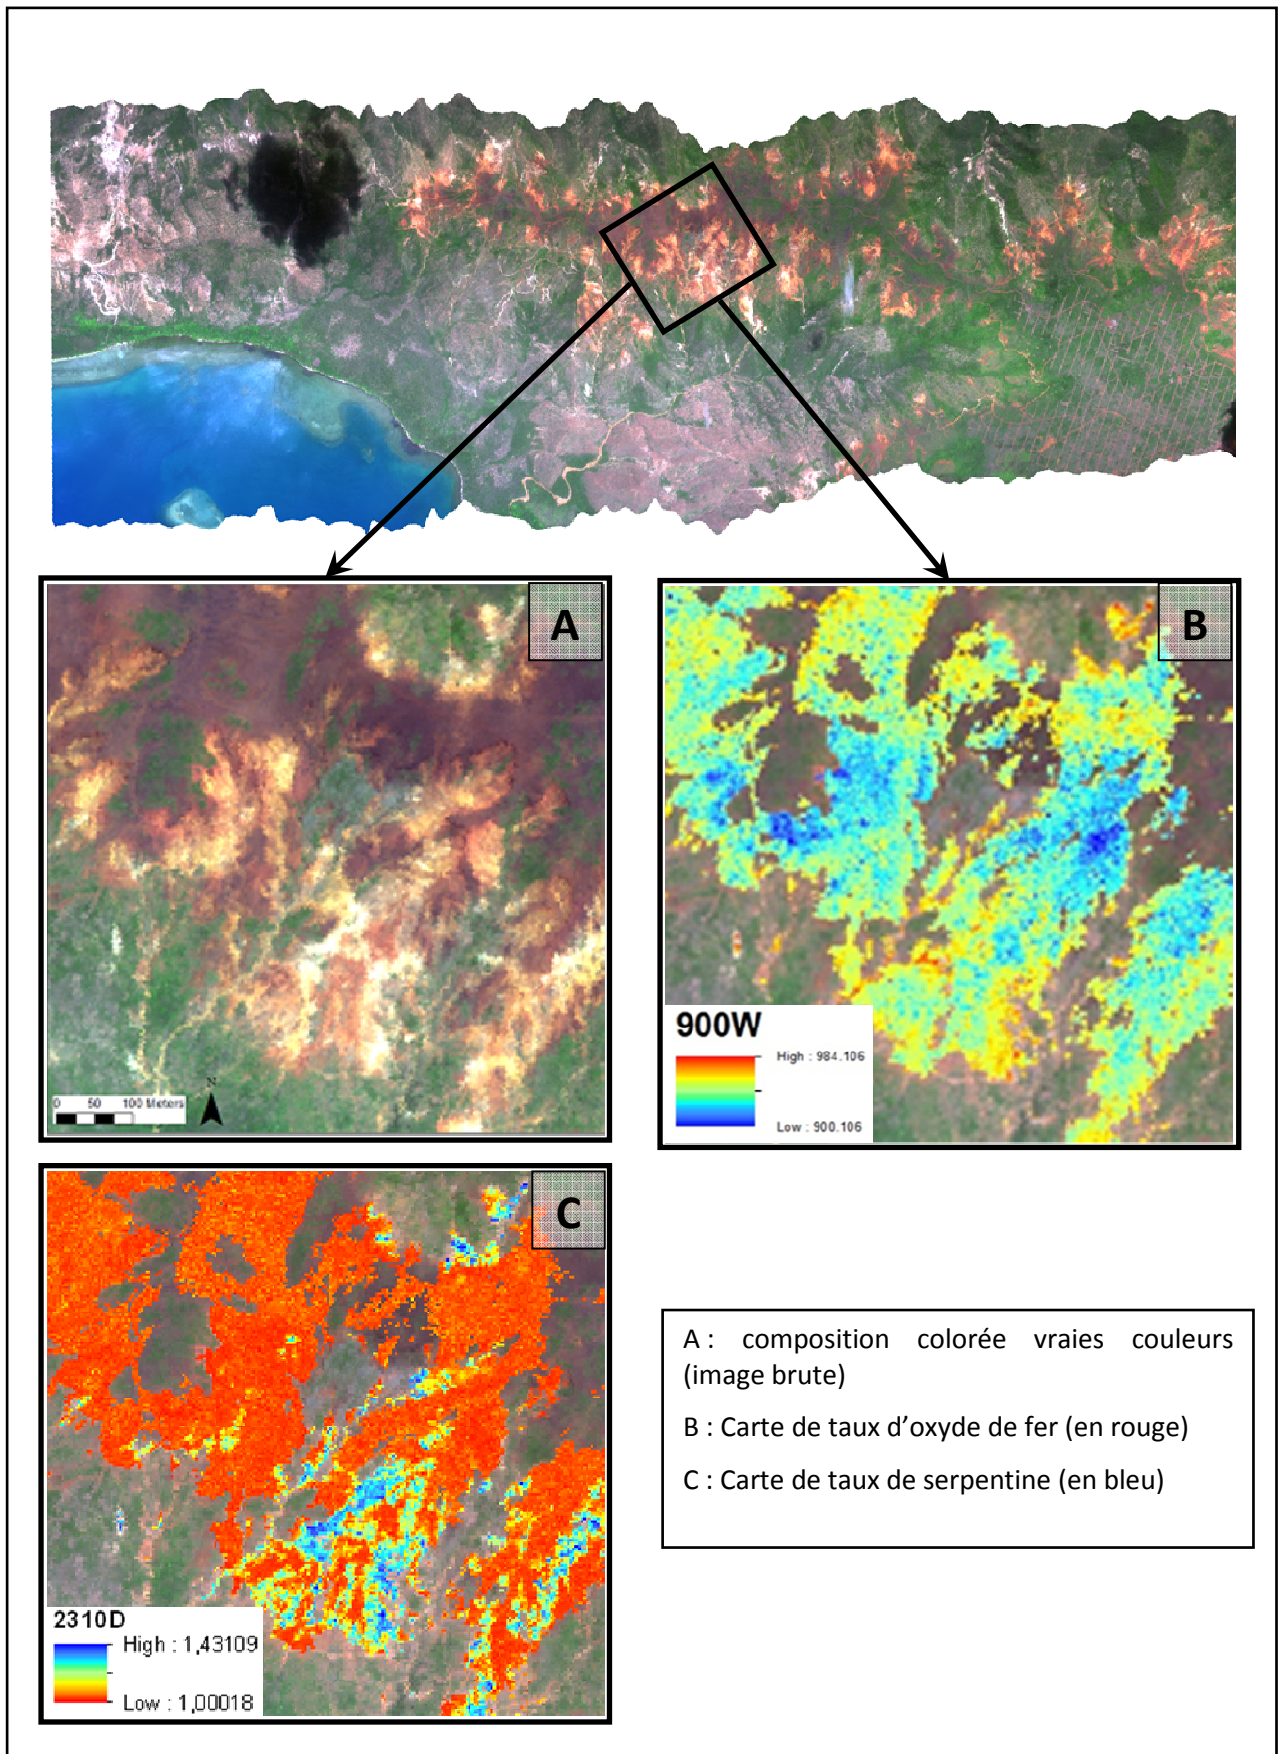 A
B
N
0 50 100 Meters
900W
High : 984.106
Low : 900.106
C
2310D
High : 1,43109
Low : 1,00018
A : composition colorée vraies couleurs
(image brute)
B : Carte de taux d’oxyde de fer (en rouge)
C : Carte de taux de serpentine (en bleu)